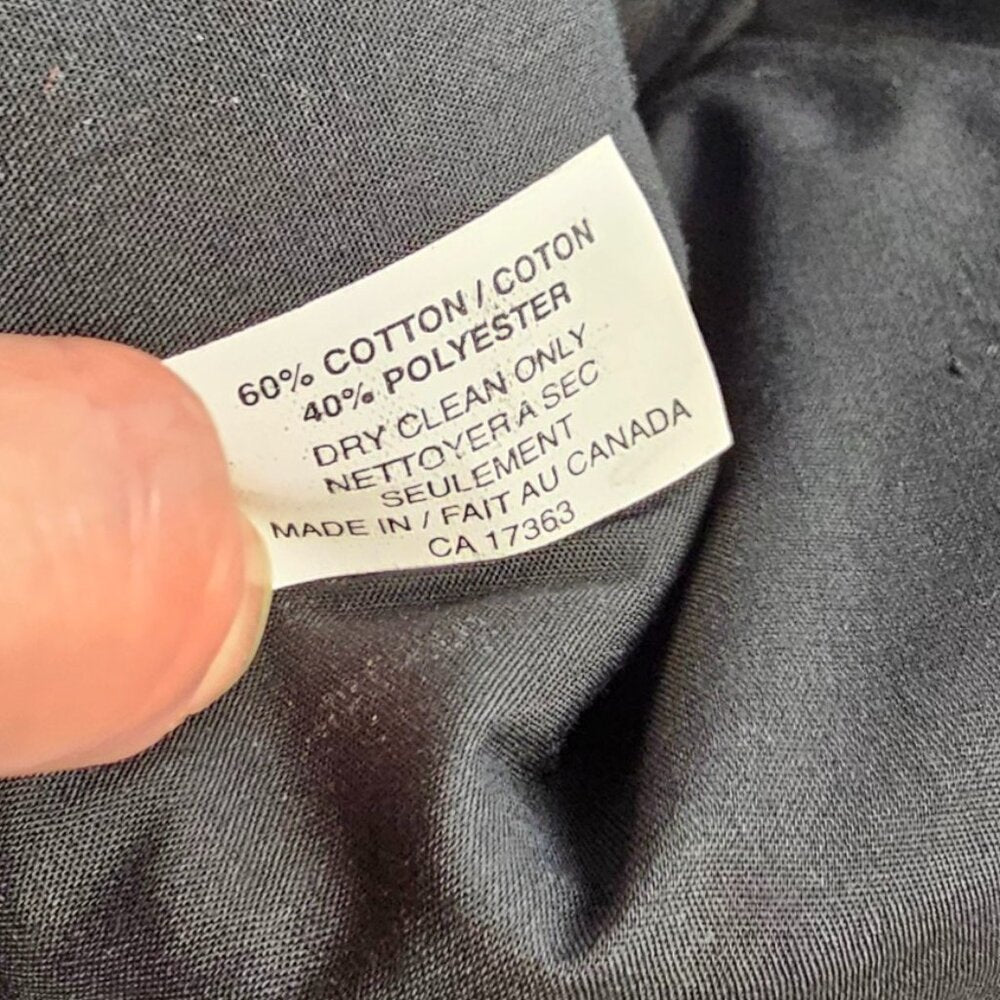 60% COTTON / COTON
40% POLYESTER
DRY CLEAN ONLY
NETTOYER A SEC
SEULEMENT
MADE IN / FAIT AU CANADA
CA 17363